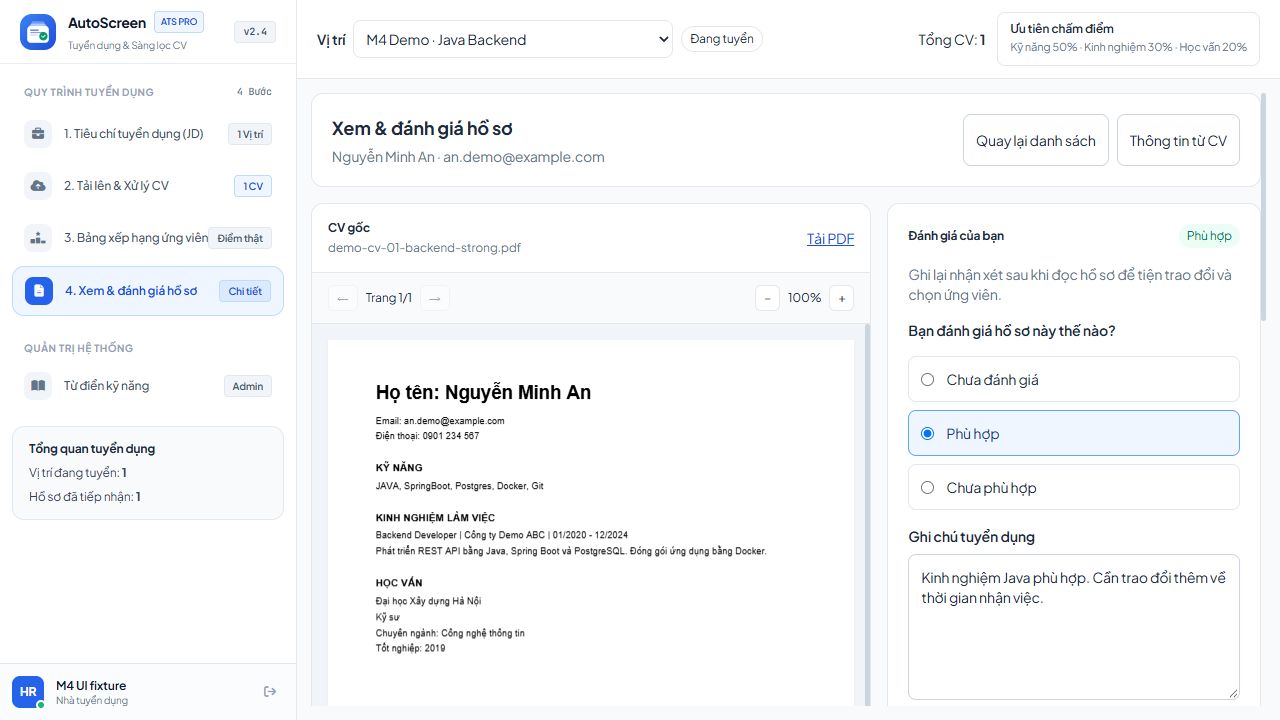 AutoScreen
ATS PRO
Tuyển dụng & Sàng lọc CV
v2.4
QUY TRÌNH TUYỂN DỤNG
4 Bước
1. Tiêu chí tuyển dụng (JD)
1 Vị trí
2. Tải lên & Xử lý CV
1 CV
3. Bảng xếp hạng ứng viên
Điểm thật
4. Xem & đánh giá hồ sơ
Chi tiết
QUẢN TRỊ HỆ THỐNG
Từ điển kỹ năng
Admin
Tổng quan tuyển dụng
Vị trí đang tuyển: 1
Hồ sơ đã tiếp nhận: 1
HR
M4 UI fixture
Nhà tuyển dụng
Vị trí
M4 Demo · Java Backend
Đang tuyển
Tổng CV: 1
Ưu tiên chấm điểm
Kỹ năng 50% · Kinh nghiệm 30% · Học vấn 20%
Xem & đánh giá hồ sơ
Nguyễn Minh An · an.demo@example.com
Quay lại danh sách
Thông tin từ CV
CV gốc
demo-cv-01-backend-strong.pdf
Tải PDF
← Trang 1/1 →
− 100% +
Họ tên: Nguyễn Minh An
Email: an.demo@example.com
Điện thoại: 0901 234 567
KỸ NĂNG
JAVA, SpringBoot, Postgres, Docker, Git
KINH NGHIỆM LÀM VIỆC
Backend Developer | Công ty Demo ABC | 01/2020 - 12/2024
Phát triển REST API bằng Java, Spring Boot và PostgreSQL. Đóng gói ứng dụng bằng Docker.
HỌC VẤN
Đại học Xây dựng Hà Nội
Kỹ sư
Chuyên ngành: Công nghệ thông tin
Tốt nghiệp: 2019
Đánh giá của bạn
Phù hợp
Ghi lại nhận xét sau khi đọc hồ sơ để tiện trao đổi và
chọn ứng viên.
Bạn đánh giá hồ sơ này thế nào?
Chưa đánh giá
Phù hợp
Chưa phù hợp
Ghi chú tuyển dụng
Kinh nghiệm Java phù hợp. Cần trao đổi thêm về
thời gian nhận việc.